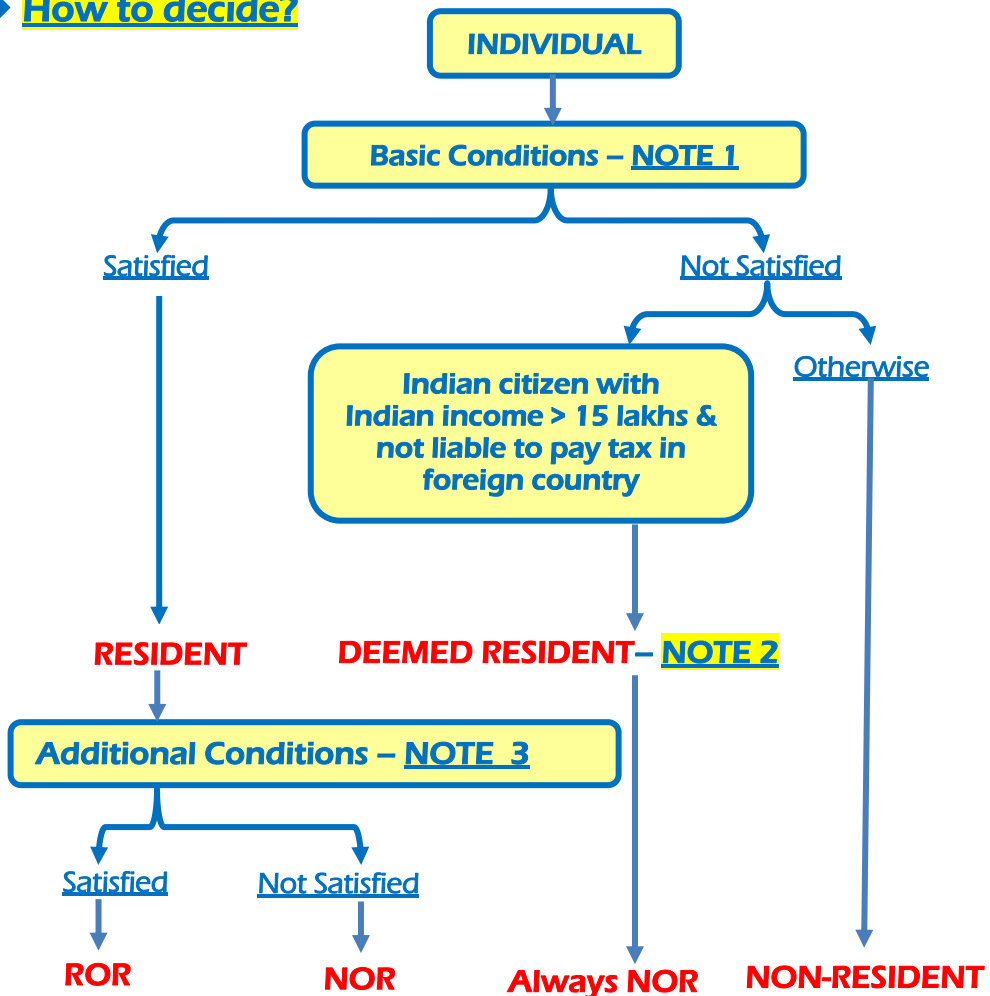 How to decide?
INDIVIDUAL
Basic Conditions – NOTE 1
Satisfied
Not Satisfied
Otherwise
Indian citizen with
Indian income > 15 lakhs &
not liable to pay tax in
foreign country
RESIDENT
DEEMED RESIDENT– NOTE 2
Additional Conditions – NOTE 3
Satisfied
Not Satisfied
ROR
NOR
Always NOR
NON-RESIDENT